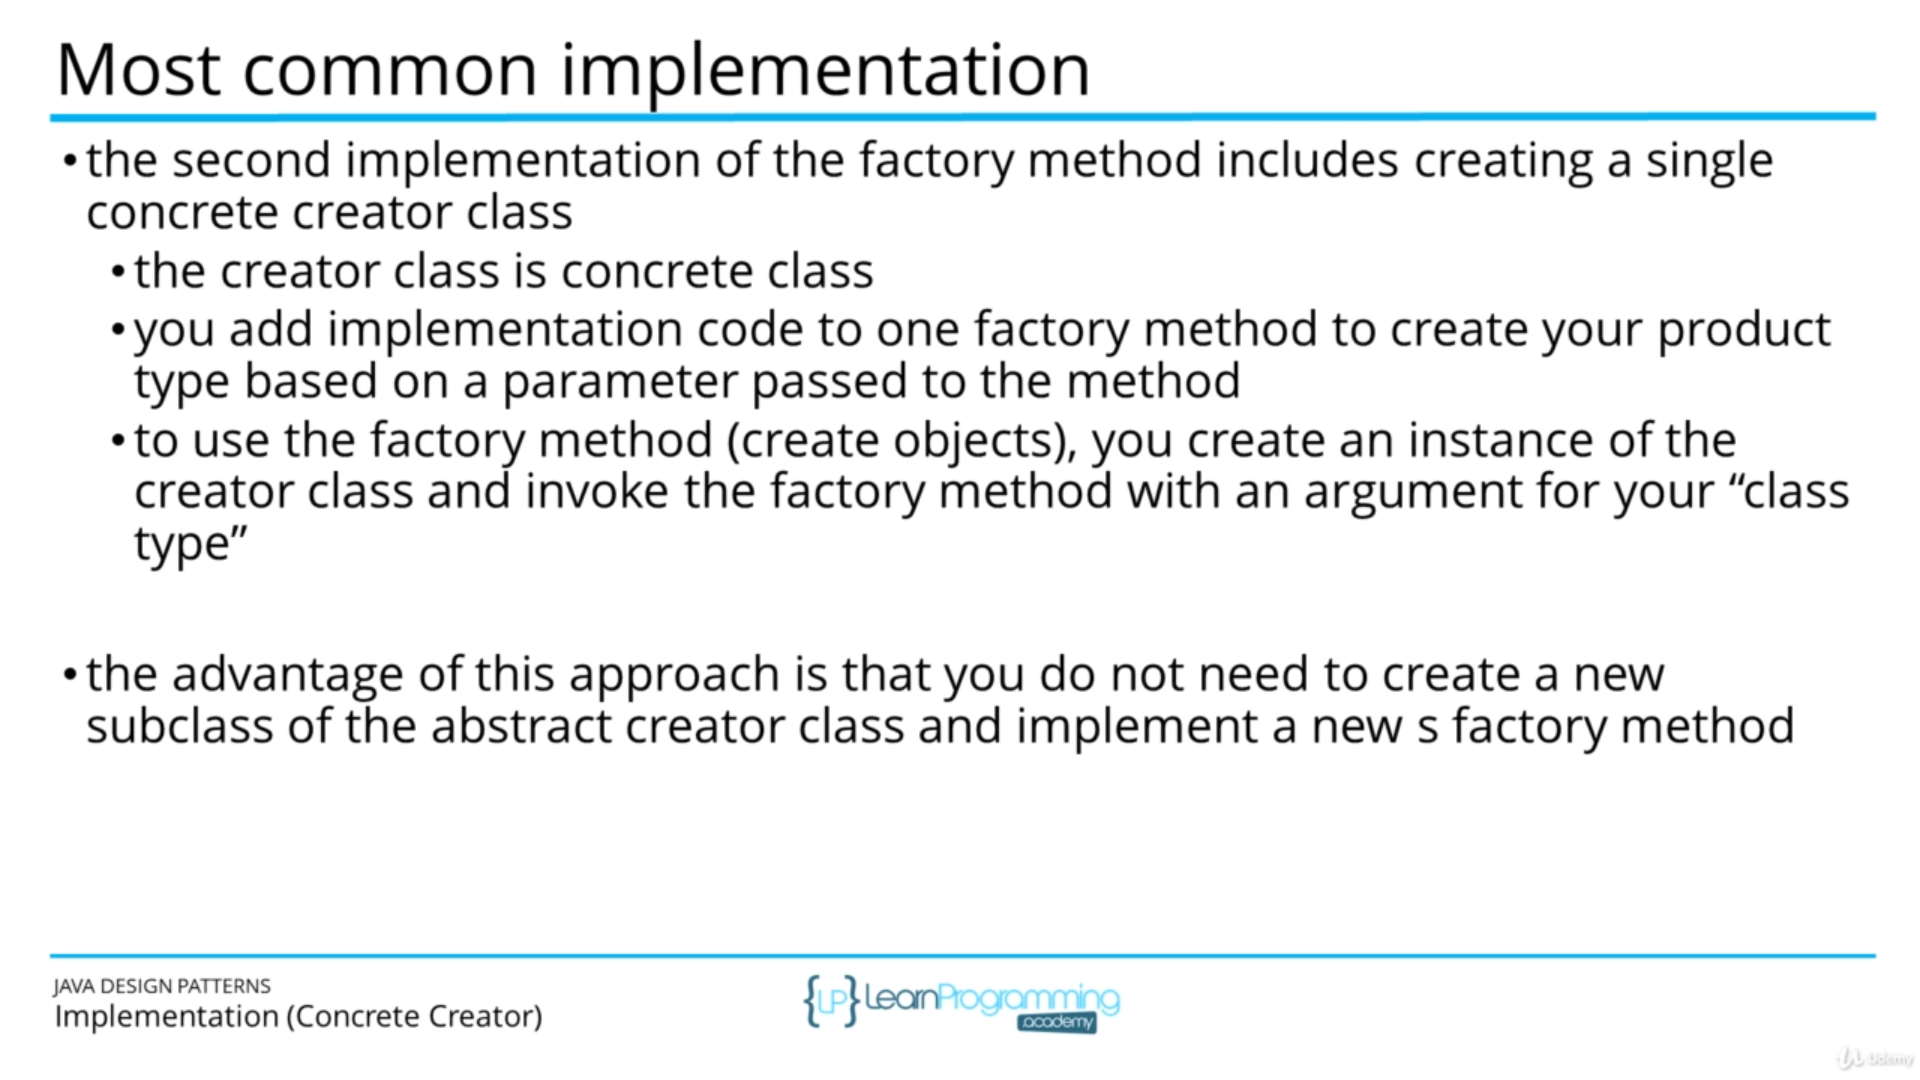 Most common implementation
• the second implementation of the factory method includes creating a single
concrete creator class
• the creator class is concrete class
• you add implementation code to one factory method to create your product
type based on a parameter passed to the method
• to use the factory method (create objects), you create an instance of the
creator class and invoke the factory method with an argument for your “class
type”
• the advantage of this approach is that you do not need to create a new
subclass of the abstract creator class and implement a new s factory method
JAVA DESIGN PATTERNS
Implementation (Concrete Creator)
{LP} LearnProgramming
academy
Udemy